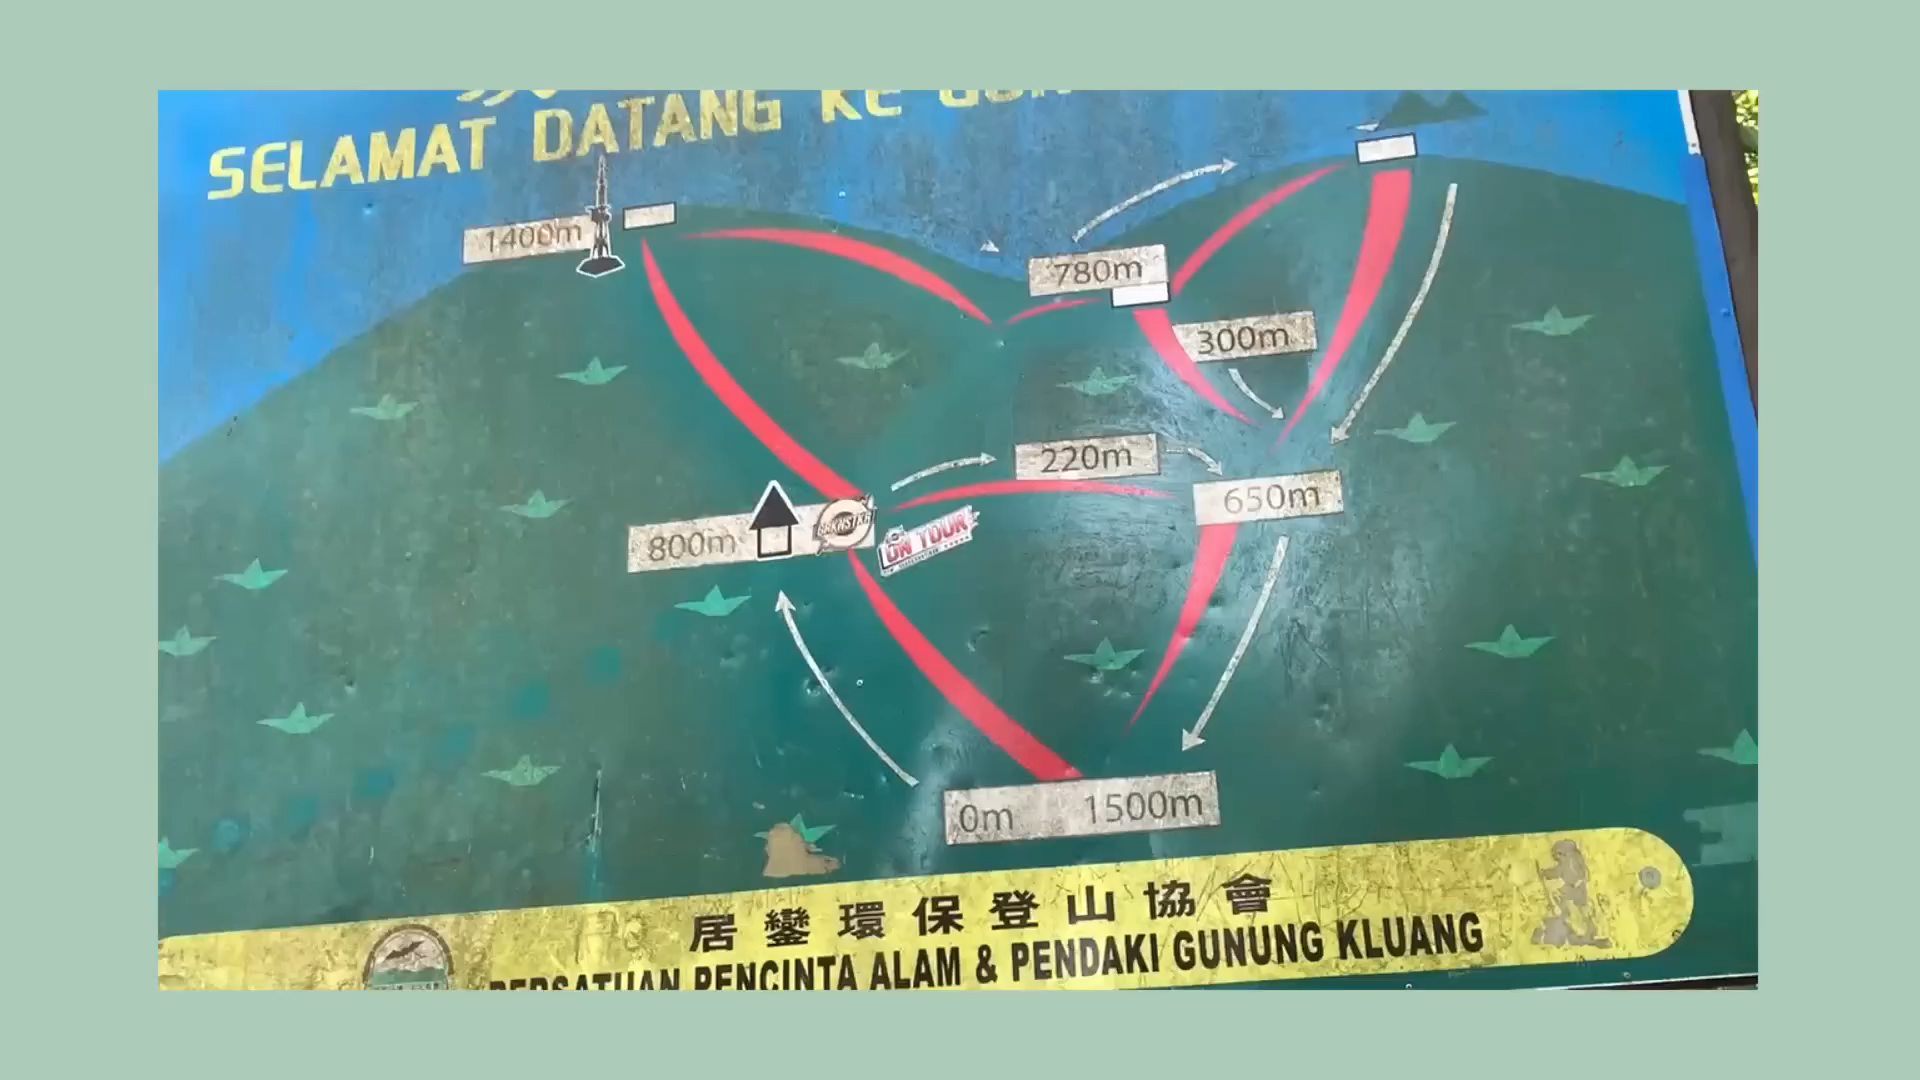 SELAMAT DATANG KE
1400m
780m
300m
220m
650m
800m
ON TOUR
0m 1500m
居鑾環保登山協會
PERSATUAN PENCINTA ALAM & PENDAKI GUNUNG KLUANG